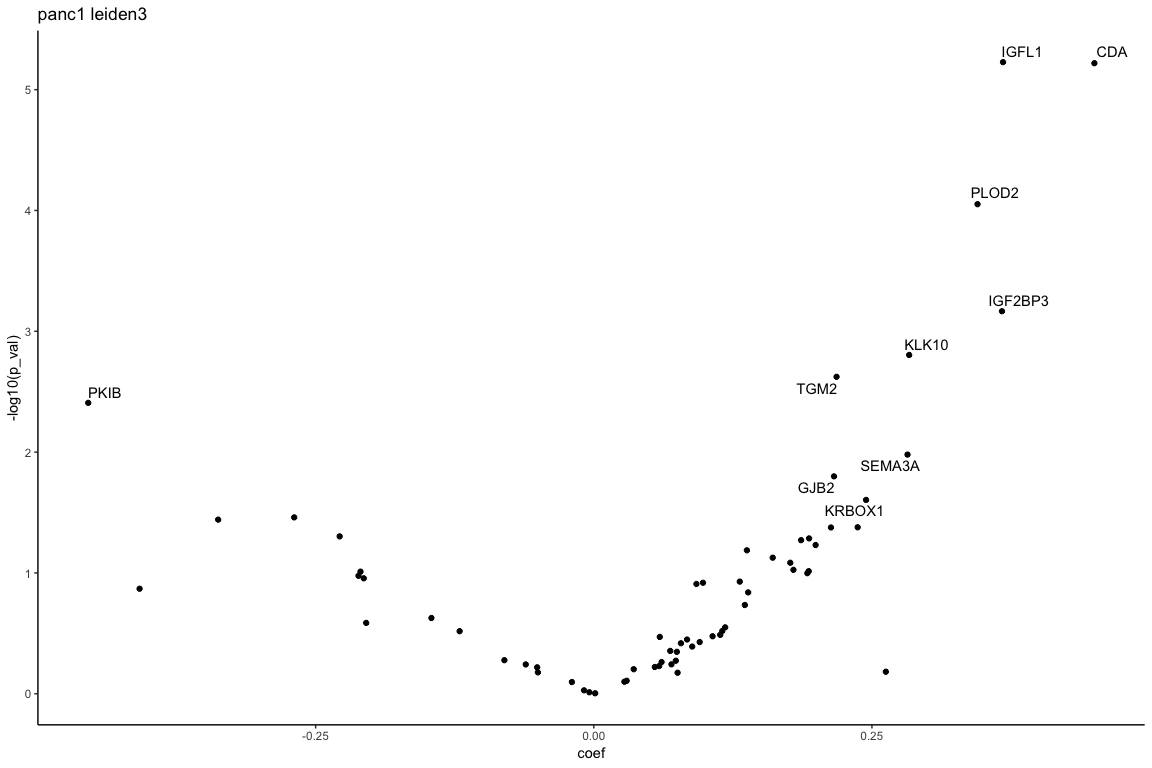 panc1 leiden3
IGFL1
CDA
5
PLOD2
4
IGF2BP3
3
KLK10
TGM2
PKIB
-log10(p_val)
2
SEMA3A
GJB2
KRBOX1
1
0
-0.25
0.00
0.25
coef